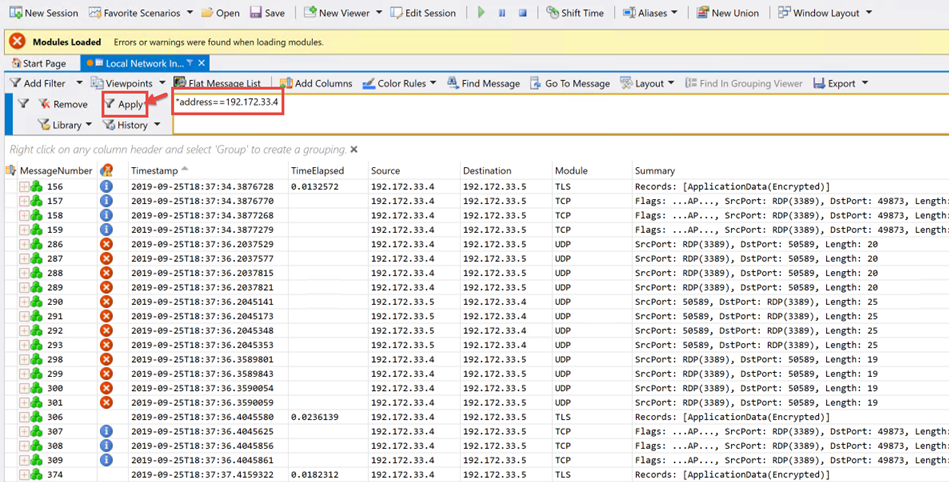 New Session Favorite Scenarios Open Save New Viewer Edit Session Shift Time Aliases New Union Window Layout
Modules Loaded Errors or warnings were found when loading modules.
Start Page Local Network In...
Add Filter Viewpoints Flat Message List Add Columns Color Rules Find Message Go To Message Layout Find In Grouping Viewer Export
Remove Apply *address==192.172.33.4
Library History
Right click on any column header and select 'Group' to create a grouping.
MessageNumber Timestamp TimeElapsed Source Destination Module Summary
156 2019-09-25T18:37:34.3876728 0.0132572 192.172.33.4 192.172.33.5 TLS Records: [ApplicationData(Encrypted)]
157 2019-09-25T18:37:34.3876770 192.172.33.4 192.172.33.5 TCP Flags: ...AP..., SrcPort: RDP(3389), DstPort: 49873, Length:
158 2019-09-25T18:37:34.3877268 192.172.33.4 192.172.33.5 TCP Flags: ...AP..., SrcPort: RDP(3389), DstPort: 49873, Length:
159 2019-09-25T18:37:34.3877279 192.172.33.4 192.172.33.5 TCP Flags: ...AP..., SrcPort: RDP(3389), DstPort: 49873, Length:
286 2019-09-25T18:37:36.2037529 192.172.33.4 192.172.33.5 UDP SrcPort: RDP(3389), DstPort: 50589, Length: 20
287 2019-09-25T18:37:36.2037577 192.172.33.4 192.172.33.5 UDP SrcPort: RDP(3389), DstPort: 50589, Length: 20
288 2019-09-25T18:37:36.2037815 192.172.33.4 192.172.33.5 UDP SrcPort: RDP(3389), DstPort: 50589, Length: 20
289 2019-09-25T18:37:36.2037821 192.172.33.4 192.172.33.5 UDP SrcPort: RDP(3389), DstPort: 50589, Length: 20
290 2019-09-25T18:37:36.2045141 192.172.33.5 192.172.33.4 UDP SrcPort: 50589, DstPort: RDP(3389), Length: 25
291 2019-09-25T18:37:36.2045173 192.172.33.5 192.172.33.4 UDP SrcPort: 50589, DstPort: RDP(3389), Length: 25
292 2019-09-25T18:37:36.2045348 192.172.33.5 192.172.33.4 UDP SrcPort: 50589, DstPort: RDP(3389), Length: 25
293 2019-09-25T18:37:36.2045353 192.172.33.5 192.172.33.4 UDP SrcPort: 50589, DstPort: RDP(3389), Length: 25
298 2019-09-25T18:37:36.3589801 192.172.33.4 192.172.33.5 UDP SrcPort: RDP(3389), DstPort: 50589, Length: 19
299 2019-09-25T18:37:36.3589843 192.172.33.4 192.172.33.5 UDP SrcPort: RDP(3389), DstPort: 50589, Length: 19
300 2019-09-25T18:37:36.3590054 192.172.33.4 192.172.33.5 UDP SrcPort: RDP(3389), DstPort: 50589, Length: 19
301 2019-09-25T18:37:36.3590059 192.172.33.4 192.172.33.5 UDP SrcPort: RDP(3389), DstPort: 50589, Length: 19
306 2019-09-25T18:37:36.4045580 0.0236139 192.172.33.4 192.172.33.5 TLS Records: [ApplicationData(Encrypted)]
307 2019-09-25T18:37:36.4045625 192.172.33.4 192.172.33.5 TCP Flags: ...AP..., SrcPort: RDP(3389), DstPort: 49873, Length:
308 2019-09-25T18:37:36.4045856 192.172.33.4 192.172.33.5 TCP Flags: ...AP..., SrcPort: RDP(3389), DstPort: 49873, Length:
309 2019-09-25T18:37:36.4045861 192.172.33.4 192.172.33.5 TCP Flags: ...AP..., SrcPort: RDP(3389), DstPort: 49873, Length:
374 2019-09-25T18:37:37.4159322 0.0182312 192.172.33.4 192.172.33.5 TLS Records: [ApplicationData(Encrypted)]